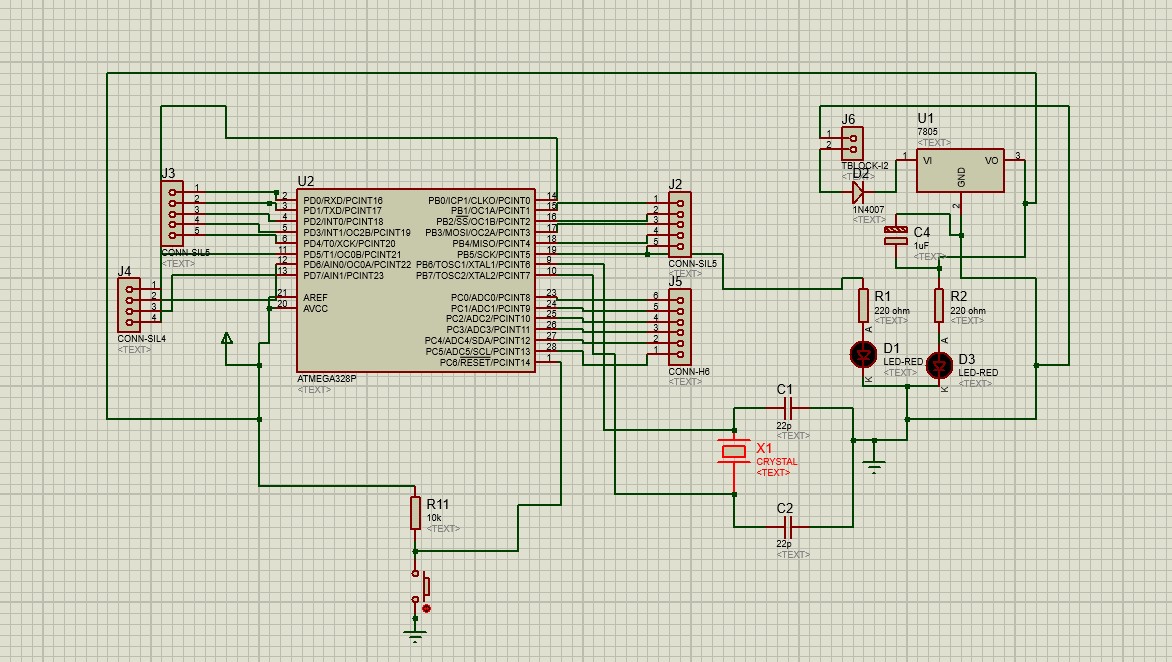 J3
1
2
3
4
5
CONN-SIL5
<TEXT>
J4
1
2
3
4
CONN-SIL4
<TEXT>
U2
2 PD0/RXD/PCINT16
3 PD1/TXD/PCINT17
4 PD2/INT0/PCINT18
5 PD3/INT1/OC2B/PCINT19
6 PD4/T0/XCK/PCINT20
11 PD5/T1/OC0B/PCINT21
12 PD6/AIN0/OC0A/PCINT22
13 PD7/AIN1/PCINT23
21 AREF
20 AVCC
PB0/ICP1/CLKO/PCINT0 14
PB1/OC1A/PCINT1 15
PB2/SS/OC1B/PCINT2 16
PB3/MOSI/OC2A/PCINT3 17
PB4/MISO/PCINT4 18
PB5/SCK/PCINT5 19
PB6/TOSC1/XTAL1/PCINT6 9
PB7/TOSC2/XTAL2/PCINT7 10
PC0/ADC0/PCINT8 23
PC1/ADC1/PCINT9 24
PC2/ADC2/PCINT10 25
PC3/ADC3/PCINT11 26
PC4/ADC4/SDA/PCINT12 27
PC5/ADC5/SCL/PCINT13 28
PC6/RESET/PCINT14 1
ATMEGA328P
<TEXT>
J2
1
2
3
4
5
CONN-SIL5
<TEXT>
J5
6
5
4
3
2
1
CONN-H6
<TEXT>
J6
1
2
TBLOCK-I2
<TEXT>
D2
1N4007
<TEXT>
U1
7805
<TEXT>
1 VI
VO 3
GND
2
C4
1uF
<TEXT>
R1
220 ohm
<TEXT>
R2
220 ohm
<TEXT>
A
D1
LED-RED
<TEXT>
K
A
D3
LED-RED
<TEXT>
K
C1
22p
<TEXT>
X1
CRYSTAL
<TEXT>
C2
22p
<TEXT>
R11
10k
<TEXT>